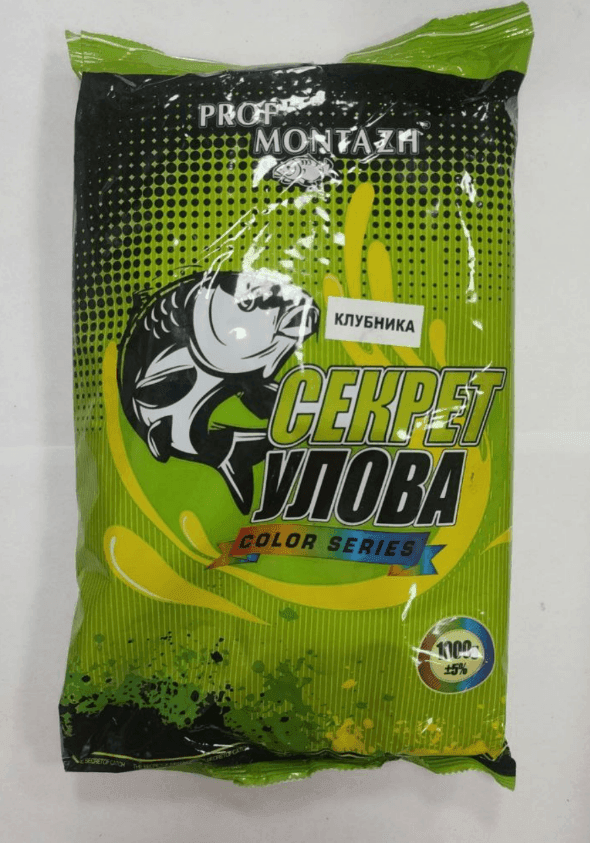 PROF
MONTAZH
КЛУБНИКА
СЕКРЕТ
УЛОВА
COLOR SERIES
1000г
±5%